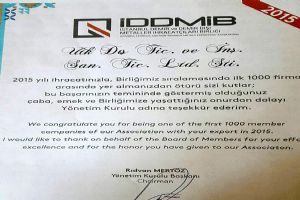 2015
IDDMIB
İSTANBUL DEMİR VE DEMİR DIŞI
METALLER İHRACATÇILARI BİRLİĞİ
Tic. ve İnş.
San. Tic. Ltd. Şti.
2015 yılı ihracatınızla, Birliğimiz sıralamasında ilk 1000 firma
arasında yer almanızdan ötürü sizi kutlar;
bu başarınızın temininde göstermiş olduğunuz
çaba, emek ve Birliğimize yaşattığınız onurdan dolayı
Yönetim Kurulu adına teşekkür ederim.
We congratulate you for being one of the first 1000 member
companies of our Association with your export in 2015.
I would like to thank on behalf of the Board of Members for your effort
excellence and for the honor you have given to our Association.
Rıdvan MERTÖZ
Yönetim Kurulu Başkanı
Chairman